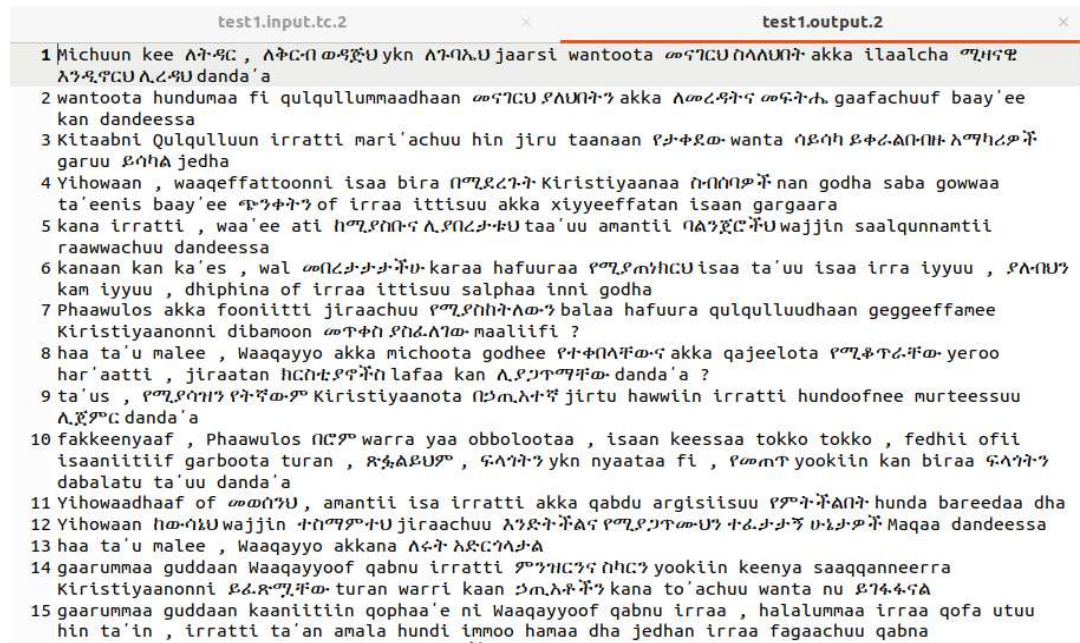 test1.input.tc.2 × test1.output.2 ×
1 Michuun kee ለትዳር , ለቅርብ ወዳጅህ ykn ለጉባኤህ jaarsi wantoota መናገርህ ስላለህበት akka ilaalcha ሚዛናዊ
እንዲኖርህ ሊረዳህ danda'a
2 wantoota hundumaa fi qulqullummaadhaan መናገርህ ያለህበትን akka ለመረዳትና መፍትሔ gaafachuuf baay'ee
kan dandeessa
3 Kitaabni Qulqulluun irratti mari'achuu hin jiru taanaan የታቀደው wanta ሳይሳካ ይቀራልበብዙ አማካሪዎች
garuu ይሳካል jedha
4 Yihowaan , waaqeffattoonni isaa bira በሚደረጉት Kiristiyaanaa ስብሰባዎች nan godha saba gowwaa
ta'eenis baay'ee ጭንቀትን of irraa ittisuu akka xiyyeeffatan isaan gargaara
5 kana irratti , waa'ee ati ከሚያስቡና ሊያበረታቱህ taa'uu amantii ባልንጀሮችህ wajjin saalqunnamtii
raawwachuu dandeessa
6 kanaan kan ka'es , wal መበረታታታችሁ karaa hafuuraa የሚያጠነክርህ isaa ta'uu isaa irra iyyuu , ያለብህን
kam iyyuu , dhiphina of irraa ittisuu salphaa inni godha
7 Phaawulos akka fooniitti jiraachuu የሚያስከትለውን balaa hafuura qulqulluudhaan geggeeffamee
Kiristiyaanonni dibamoon መጥቀስ ያስፈለገው maaliifi ?
8 haa ta'u malee , Waaqayyo akka michoota godhee የተቀበላቸውና akka qajeelota የሚቆጥራቸው yeroo
har'aatti , jiraatan ክርስቲያኖችስ lafaa kan ሊያጋጥማቸው danda'a ?
9 ta'us , የሚያሳዝን የትኛውም Kiristiyaanota በኃጢአተኛ jirtu hawwiin irratti hundoofnee murteessuu
ሊጀምር danda'a
10 fakkeenyaaf , Phaawulos በሮም warra yaa obbolootaa , isaan keessaa tokko tokko , fedhii ofii
isaaniitiif garboota turan , ጽፏልይህም , ፍላጎትን ykn nyaataa fi , የመጠጥ yookiin kan biraa ፍላጎትን
dabalatu ta'uu danda'a
11 Yihowaadhaaf of መወሰንህ , amantii isa irratti akka qabdu argisiisuu የምትችልበት hunda bareedaa dha
12 Yihowaan ከውሳኔህ wajjin ተስማምተህ jiraachuu እንድትችልና የሚያጋጥሙህን ተፈታታኝ ሁኔታዎች Maqaa dandeessa
13 haa ta'u malee , Waaqayyo akkana ለሩት አድርጎላታል
14 gaarummaa guddaan Waaqayyoof qabnu irratti ምንዝርንና ስካርን yookiin keenya saaqqanneerra
Kiristiyaanonni ይፈጽሟቸው turan warri kaan ኃጢአቶችን kana to'achuu wanta nu ይገፋፋናል
15 gaarummaa guddaan kaaniitiin qophaa'e ni Waaqayyoof qabnu irraa , halalummaa irraa qofa utuu
hin ta'in , irratti ta'an amala hundi immoo hamaa dha jedhan irraa fagaachuu qabna